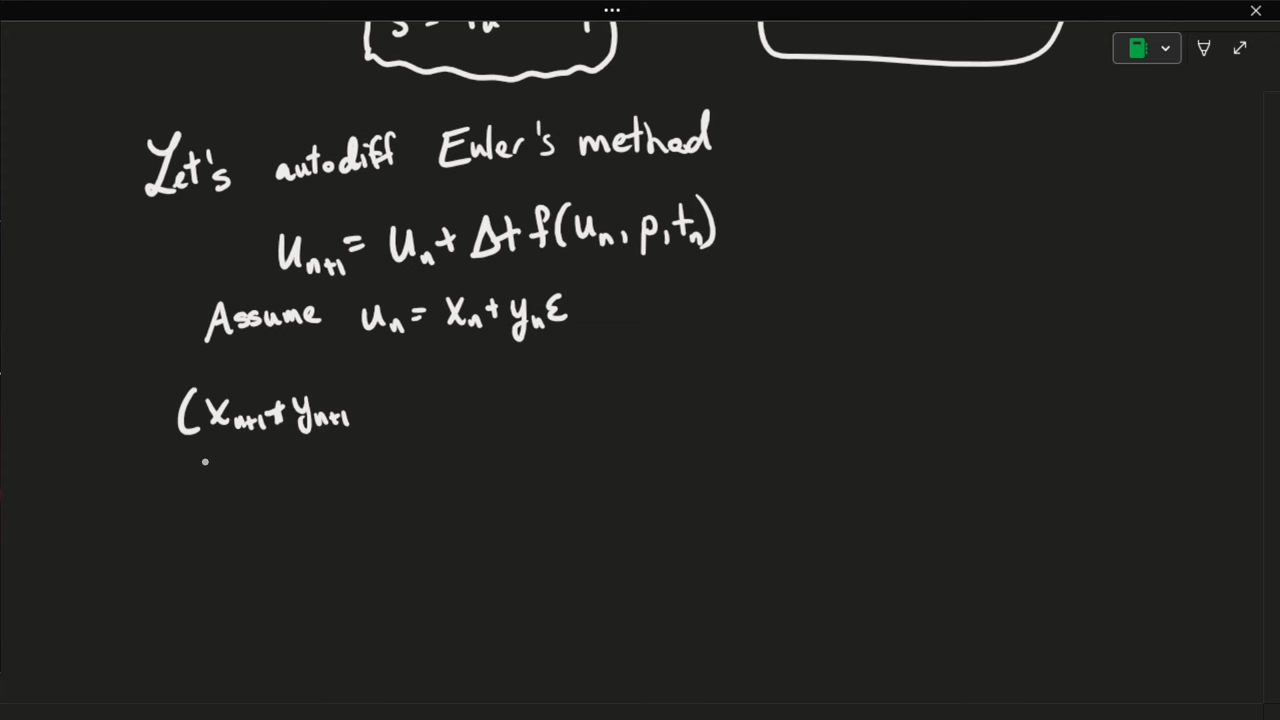 Let's autodiff Euler's method
u_{n+1} = u_n + Δt f(u_n, p, t_n)
Assume u_n = x_n + y_n ε
(x_{n+1} + y_{n+1}